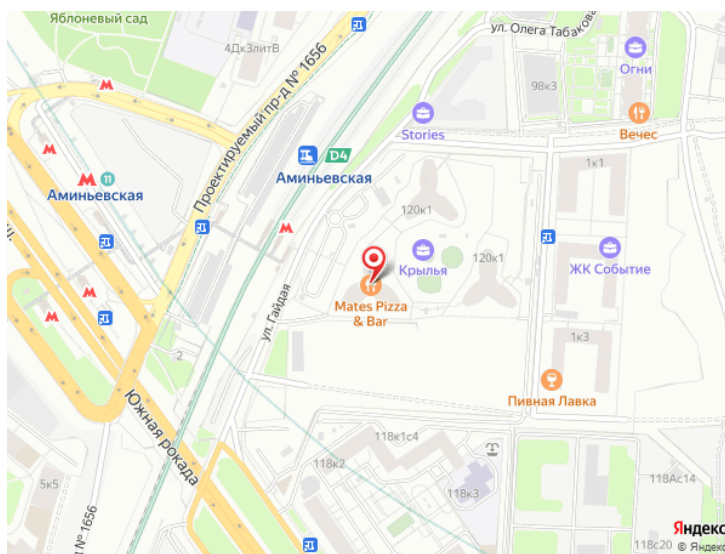 Яблоневый сад
4Дк3литВ
Проектируемый пр-д № 1656
ул. Олега Табакова
Огни
98к3
Вечес
Stories
1к1
D4
Аминьевская
11
Аминьевская
120к1
Крылья
120к1
ЖК Событие
Mates Pizza
& Bar
ул. Гайдая
1к3
2
Пивная Лавка
Южная рокада
118к1с4
118к2
118к3
118Ас14
5к5
№ 1656
118с20
Яндекс
© Яндекс